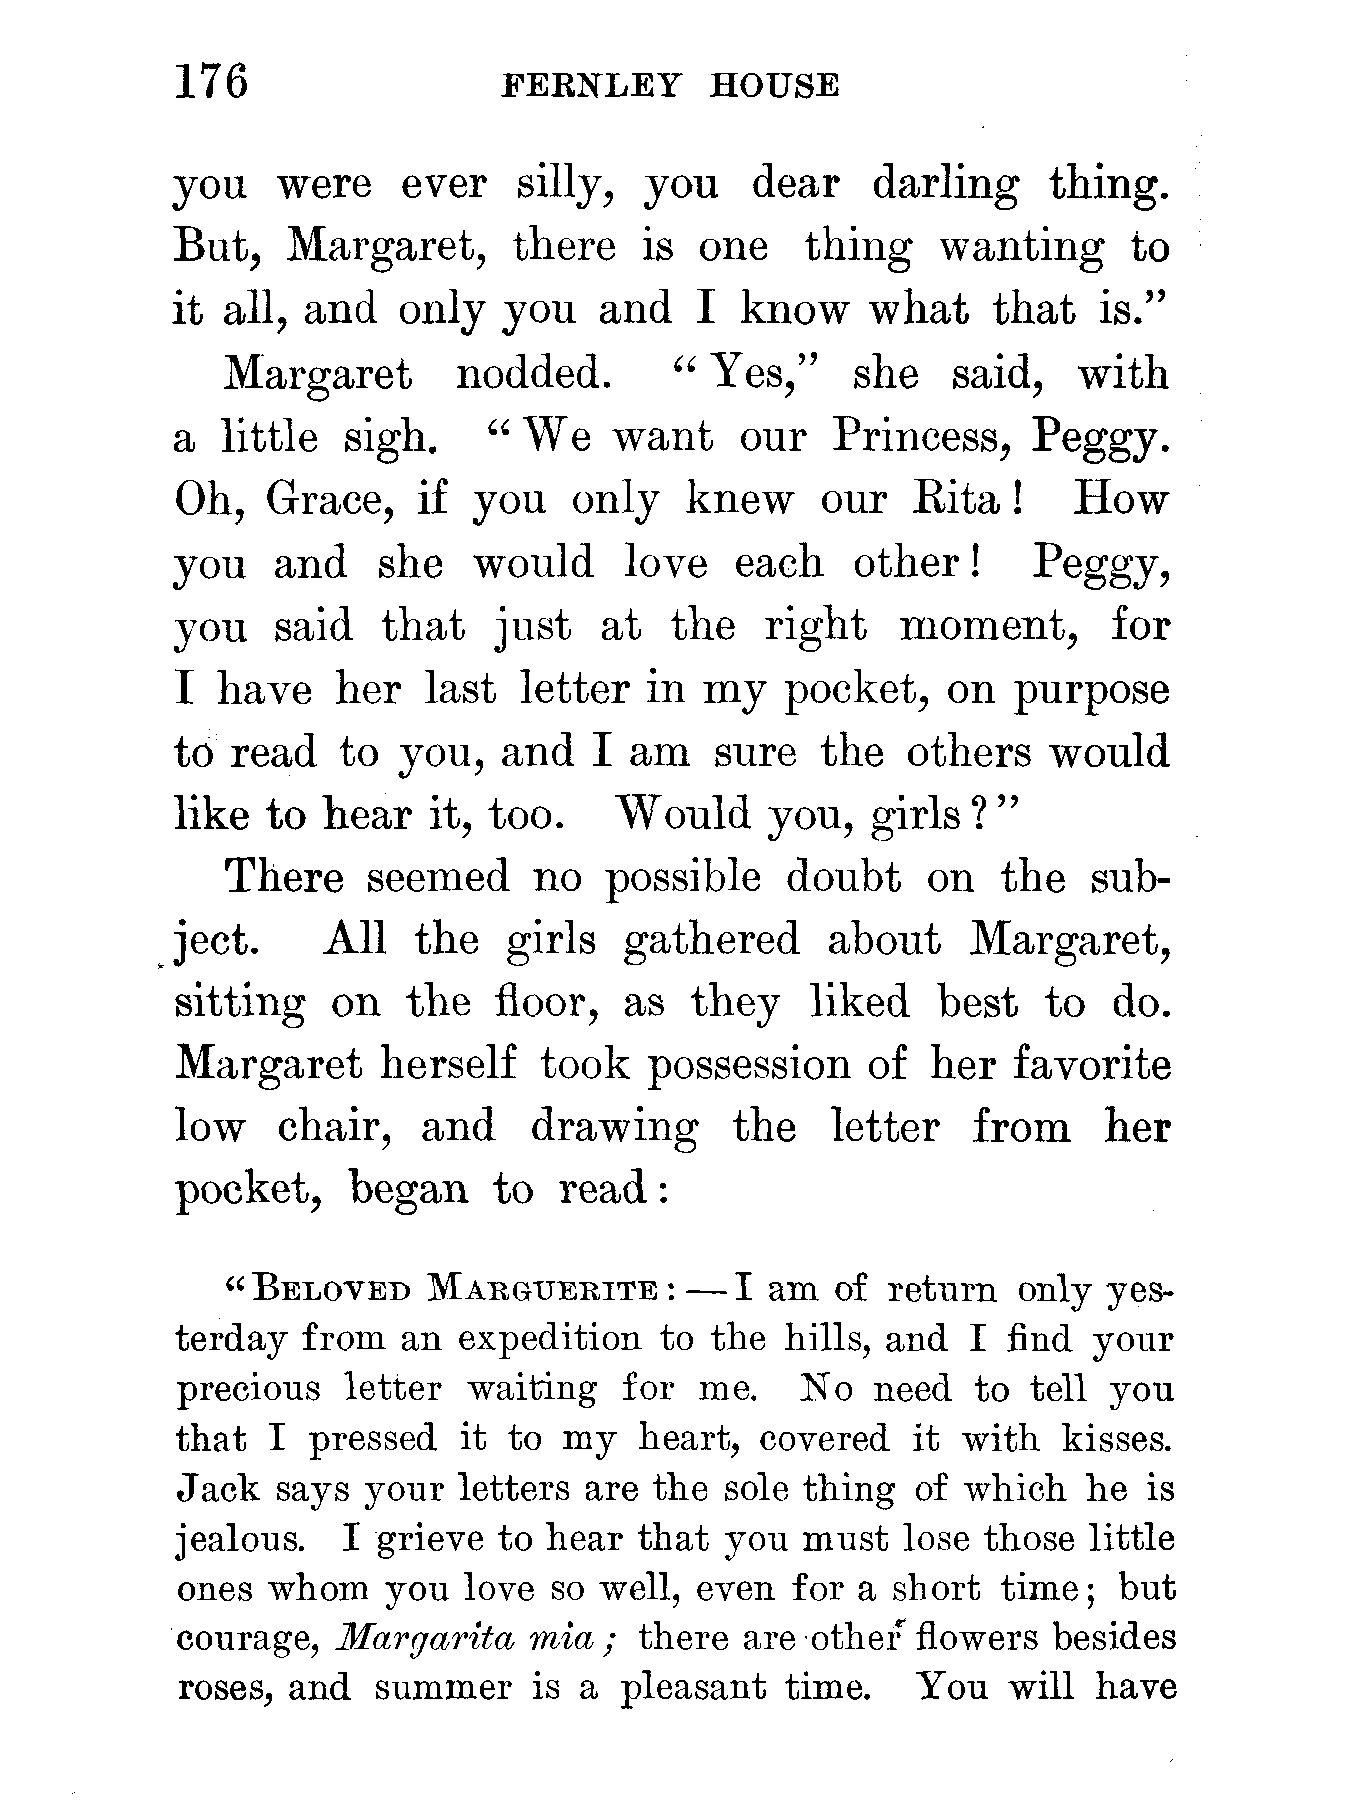 176 FERNLEY HOUSE
you were ever silly, you dear darling thing.
But, Margaret, there is one thing wanting to
it all, and only you and I know what that is.”
Margaret nodded. “Yes,” she said, with
a little sigh. “We want our Princess, Peggy.
Oh, Grace, if you only knew our Rita! How
you and she would love each other! Peggy,
you said that just at the right moment, for
I have her last letter in my pocket, on purpose
to read to you, and I am sure the others would
like to hear it, too. Would you, girls?”
There seemed no possible doubt on the sub-
ject. All the girls gathered about Margaret,
sitting on the floor, as they liked best to do.
Margaret herself took possession of her favorite
low chair, and drawing the letter from her
pocket, began to read:
“BELOVED MARGUERITE: — I am of return only yes-
terday from an expedition to the hills, and I find your
precious letter waiting for me. No need to tell you
that I pressed it to my heart, covered it with kisses.
Jack says your letters are the sole thing of which he is
jealous. I grieve to hear that you must lose those little
ones whom you love so well, even for a short time; but
courage, Margarita mia; there are other flowers besides
roses, and summer is a pleasant time. You will have